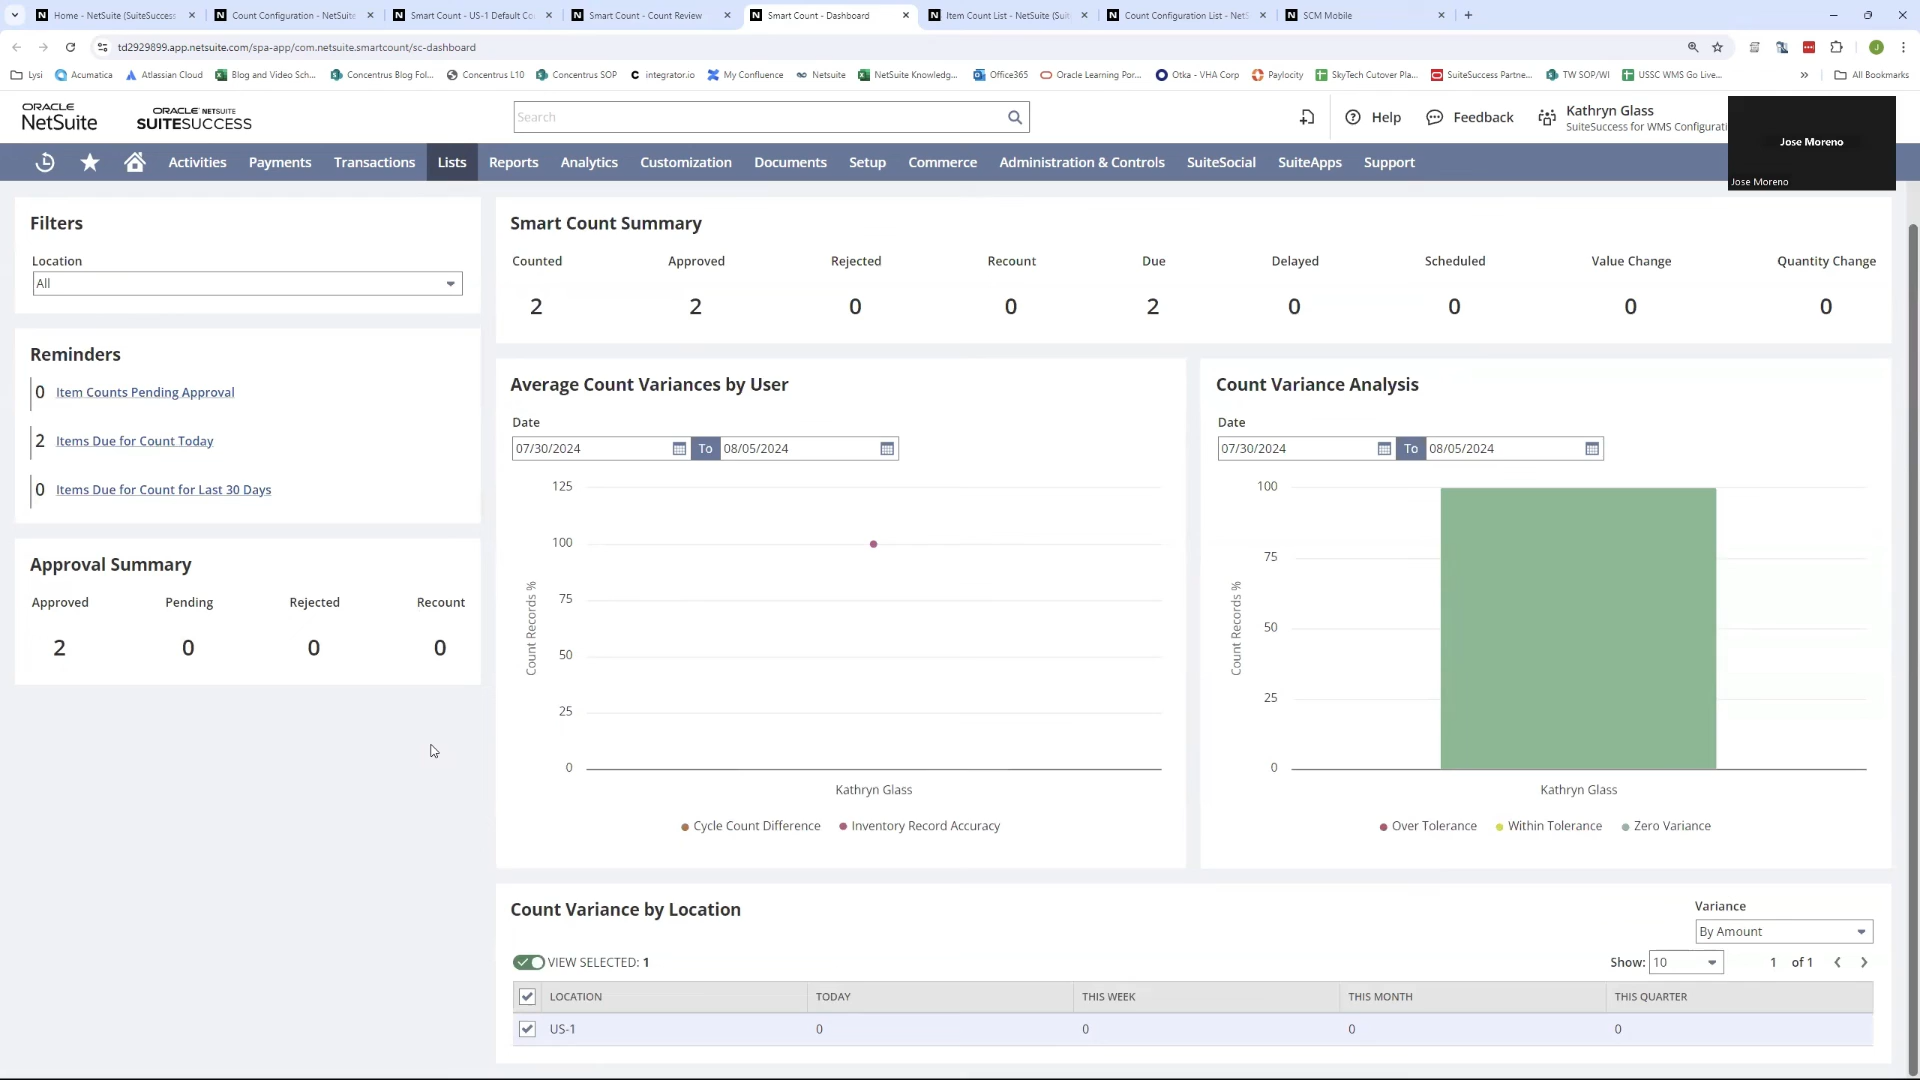 Home - NetSuite (SuiteSuccess
Count Configuration - NetSuite
Smart Count - US-1 Default Co
Smart Count - Count Review
Smart Count - Dashboard
Item Count List - NetSuite (Suit
Count Configuration List - NetS
SCM Mobile
td2929899.app.netsuite.com/spa-app/com.netsuite.smartcount/sc-dashboard
Lysi
Acumatica
Atlassian Cloud
Blog and Video Sch...
Concentrus Blog Fol...
Concentrus L10
Concentrus SOP
integrator.io
My Confluence
Netsuite
NetSuite Knowledg...
Office365
Oracle Learning Por...
Otka - VHA Corp
Paylocity
SkyTech Cutover Pla...
SuiteSuccess Partne...
TW SOP/WI
USSC WMS Go Live...
All Bookmarks
ORACLE
NetSuite
ORACLE NETSUITE
SUITESUCCESS
Search
Help
Feedback
Kathryn Glass
SuiteSuccess for WMS Configurati
Jose Moreno
Jose Moreno
Activities
Payments
Transactions
Lists
Reports
Analytics
Customization
Documents
Setup
Commerce
Administration & Controls
SuiteSocial
SuiteApps
Support
Filters
Location
All
Reminders
0 Item Counts Pending Approval
2 Items Due for Count Today
0 Items Due for Count for Last 30 Days
Approval Summary
Approved Pending Rejected Recount
2 0 0 0
Smart Count Summary
Counted Approved Rejected Recount Due Delayed Scheduled Value Change Quantity Change
2 2 0 0 2 0 0 0 0
Average Count Variances by User
Date
07/30/2024 To 08/05/2024
125
100
75
50
25
0
Count Records %
Kathryn Glass
Cycle Count Difference Inventory Record Accuracy
Count Variance Analysis
Date
07/30/2024 To 08/05/2024
100
75
50
25
0
Count Records %
Kathryn Glass
Over Tolerance Within Tolerance Zero Variance
Count Variance by Location
Variance
By Amount
VIEW SELECTED: 1
Show: 10 1 of 1
LOCATION TODAY THIS WEEK THIS MONTH THIS QUARTER
US-1 0 0 0 0